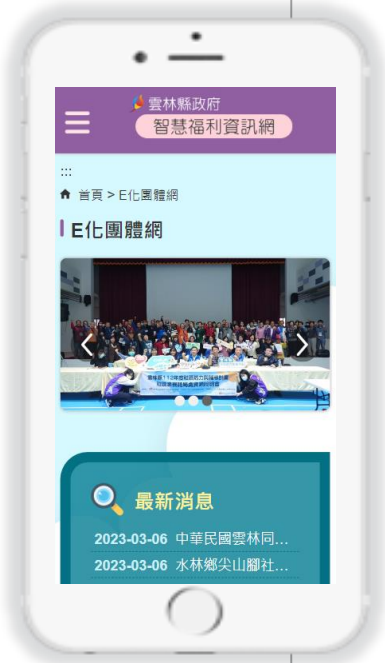 雲林縣政府
智慧福利資訊網
:::
首頁 > E化團體網
E化團體網
最新消息
2023-03-06 中華民國雲林同...
2023-03-06 水林鄉尖山腳社...